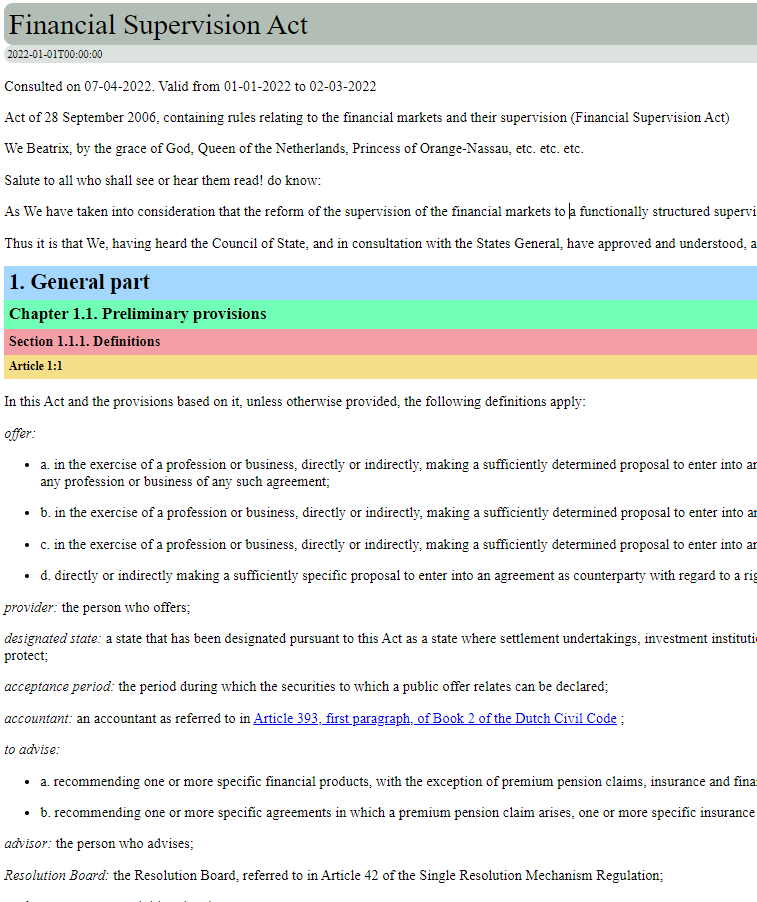 Financial Supervision Act
2022-01-01T00:00:00
Consulted on 07-04-2022. Valid from 01-01-2022 to 02-03-2022
Act of 28 September 2006, containing rules relating to the financial markets and their supervision (Financial Supervision Act)
We Beatrix, by the grace of God, Queen of the Netherlands, Princess of Orange-Nassau, etc. etc. etc.
Salute to all who shall see or hear them read! do know:
As We have taken into consideration that the reform of the supervision of the financial markets to a functionally structured supervi
Thus it is that We, having heard the Council of State, and in consultation with the States General, have approved and understood, a
1. General part
Chapter 1.1. Preliminary provisions
Section 1.1.1. Definitions
Article 1:1
In this Act and the provisions based on it, unless otherwise provided, the following definitions apply:
offer:
• a. in the exercise of a profession or business, directly or indirectly, making a sufficiently determined proposal to enter into an
any profession or business of any such agreement;
• b. in the exercise of a profession or business, directly or indirectly, making a sufficiently determined proposal to enter into an
• c. in the exercise of a profession or business, directly or indirectly, making a sufficiently determined proposal to enter into an
• d. directly or indirectly making a sufficiently specific proposal to enter into an agreement as counterparty with regard to a rig
provider: the person who offers;
designated state: a state that has been designated pursuant to this Act as a state where settlement undertakings, investment instituti
protect;
acceptance period: the period during which the securities to which a public offer relates can be declared;
accountant: an accountant as referred to in Article 393, first paragraph, of Book 2 of the Dutch Civil Code ;
to advise:
• a. recommending one or more specific financial products, with the exception of premium pension claims, insurance and fina
• b. recommending one or more specific agreements in which a premium pension claim arises, one or more specific insurance
advisor: the person who advises;
Resolution Board: the Resolution Board, referred to in Article 42 of the Single Resolution Mechanism Regulation;